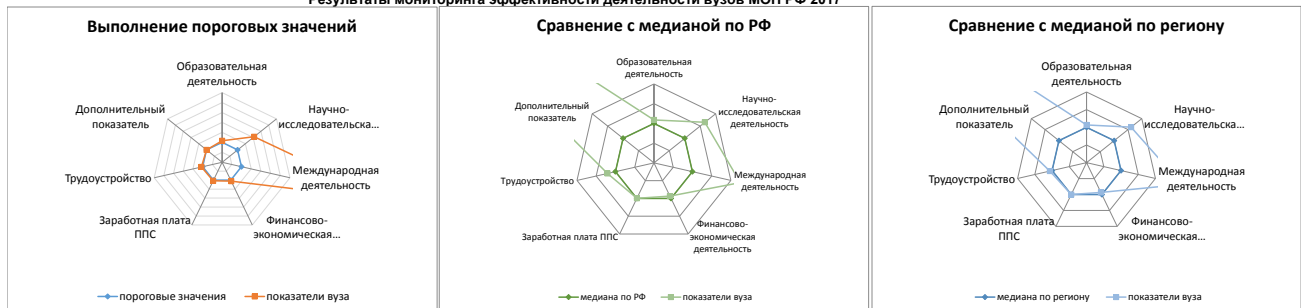 Результаты мониторинга эффективности деятельности вузов МОН РФ 2017
Выполнение пороговых значений
Образовательная
деятельность
Научно-
исследовательска...
Международная
деятельность
Финансово-
экономическая...
Заработная плата
ППС
Трудоустройство
Дополнительный
показатель
пороговые значения
показатели вуза
Сравнение с медианой по РФ
Образовательная
деятельность
Научно-
исследовательская
деятельность
Международная
деятельность
Финансово-
экономическая
деятельность
Заработная плата ППС
Трудоустройство
Дополнительный
показатель
медиана по РФ
показатели вуза
Сравнение с медианой по региону
Образовательная
деятельность
Научно-
исследовательска...
Международная
деятельность
Финансово-
экономическая...
Заработная плата
ППС
Трудоустройство
Дополнительный
показатель
медиана по региону
показатели вуза